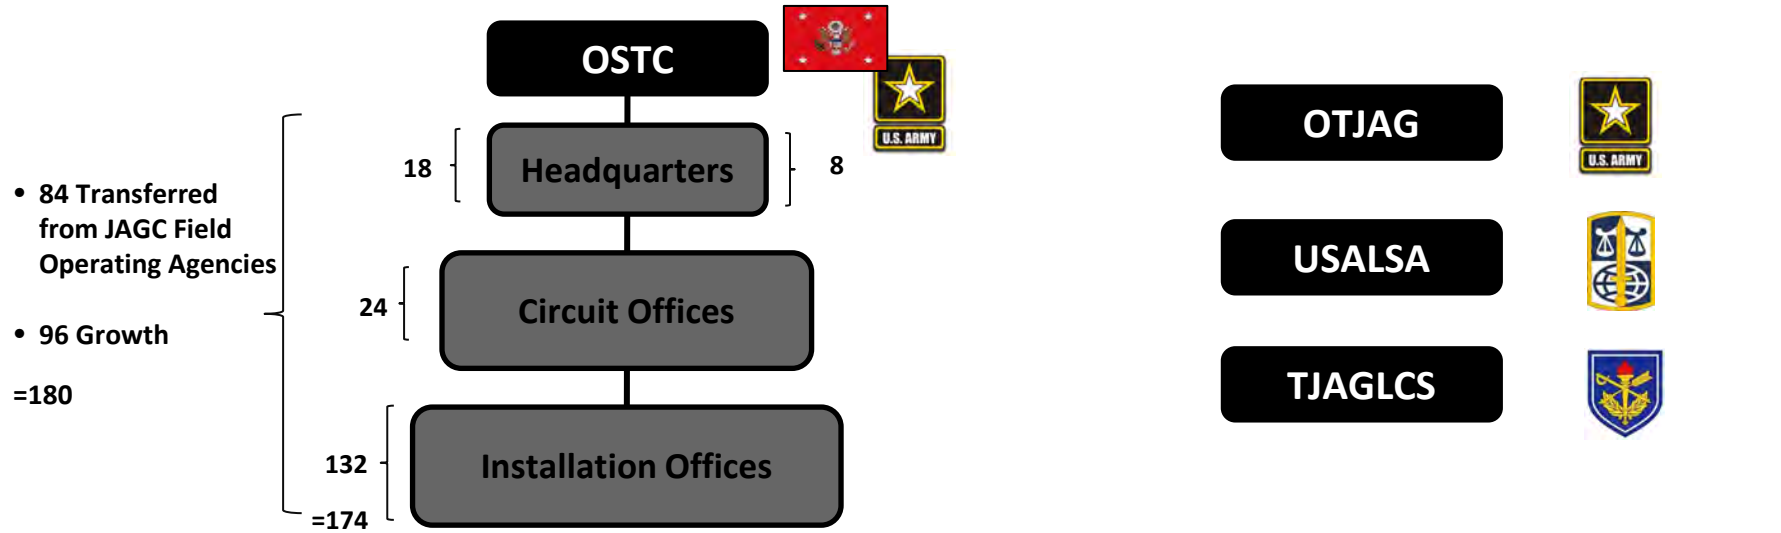 OSTC
U.S. ARMY
Headquarters
18
8
• 84 Transferred
from JAGC Field
Operating Agencies
• 96 Growth
=180
Circuit Offices
24
Installation Offices
132
=174
OTJAG
U.S. ARMY
USALSA
TJAGLCS